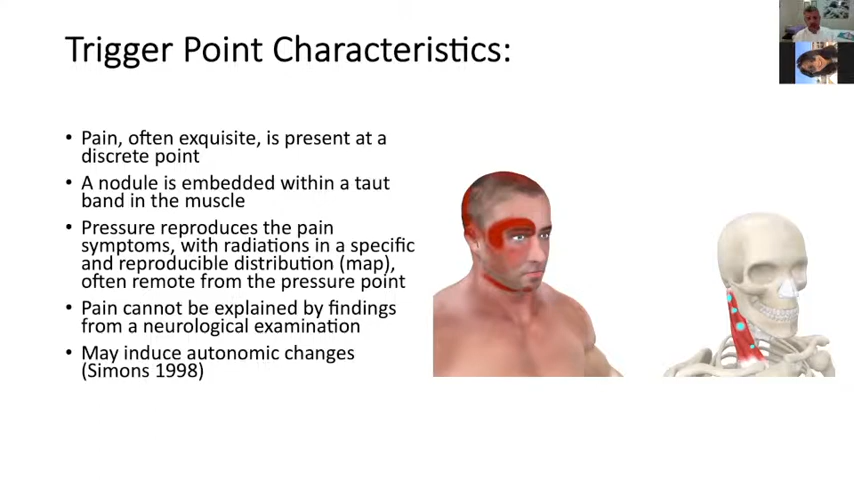 Trigger Point Characteristics:
• Pain, often exquisite, is present at a
discrete point
• A nodule is embedded within a taut
band in the muscle
• Pressure reproduces the pain
symptoms, with radiations in a specific
and reproducible distribution (map),
often remote from the pressure point
• Pain cannot be explained by findings
from a neurological examination
• May induce autonomic changes
(Simons 1998)